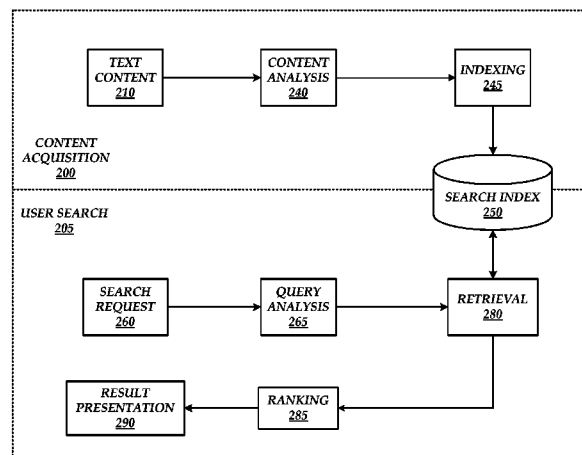 TEXT
CONTENT
210
CONTENT
ANALYSIS
240
INDEXING
245
CONTENT
ACQUISITION
200
SEARCH INDEX
250
USER SEARCH
205
SEARCH
REQUEST
260
QUERY
ANALYSIS
265
RETRIEVAL
280
RESULT
PRESENTATION
290
RANKING
285